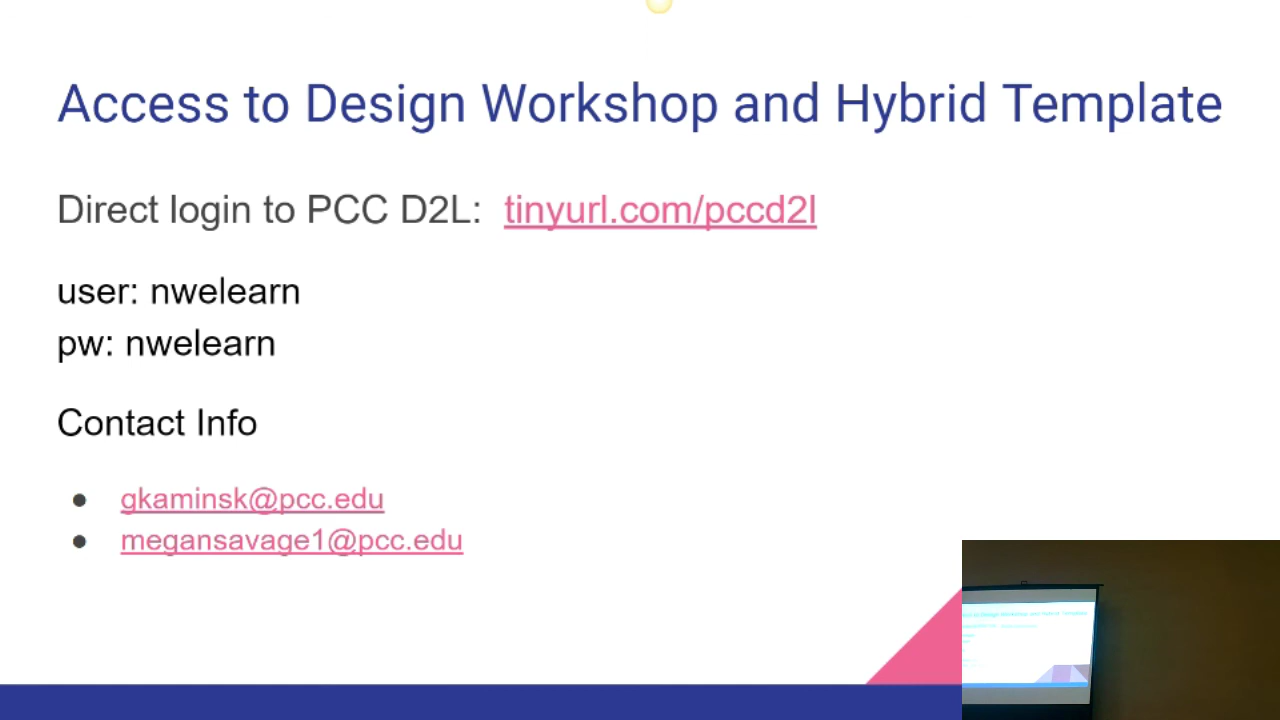 Access to Design Workshop and Hybrid Template
Direct login to PCC D2L: tinyurl.com/pccd2l
user: nwelearn
pw: nwelearn
Contact Info
● gkaminsk@pcc.edu
● megansavage1@pcc.edu